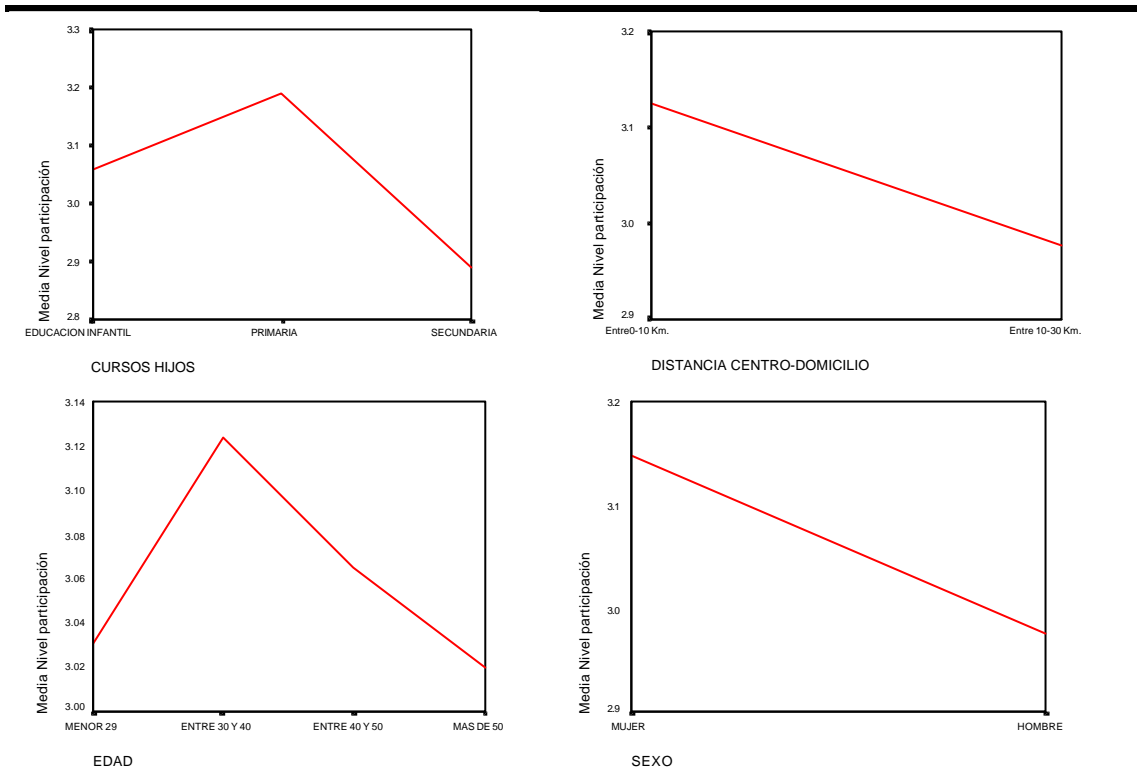 3.3
3.2
3.1
3.0
2.9
2.8
Media Nivel participación
EDUCACION INFANTIL PRIMARIA SECUNDARIA
CURSOS HIJOS
3.2
3.1
3.0
2.9
Media Nivel participación
Entre0-10 Km. Entre 10-30 Km.
DISTANCIA CENTRO-DOMICILIO
3.14
3.12
3.10
3.08
3.06
3.04
3.02
3.00
Media Nivel participación
MENOR 29 ENTRE 30 Y 40 ENTRE 40 Y 50 MAS DE 50
EDAD
3.2
3.1
3.0
2.9
Media Nivel participación
MUJER HOMBRE
SEXO